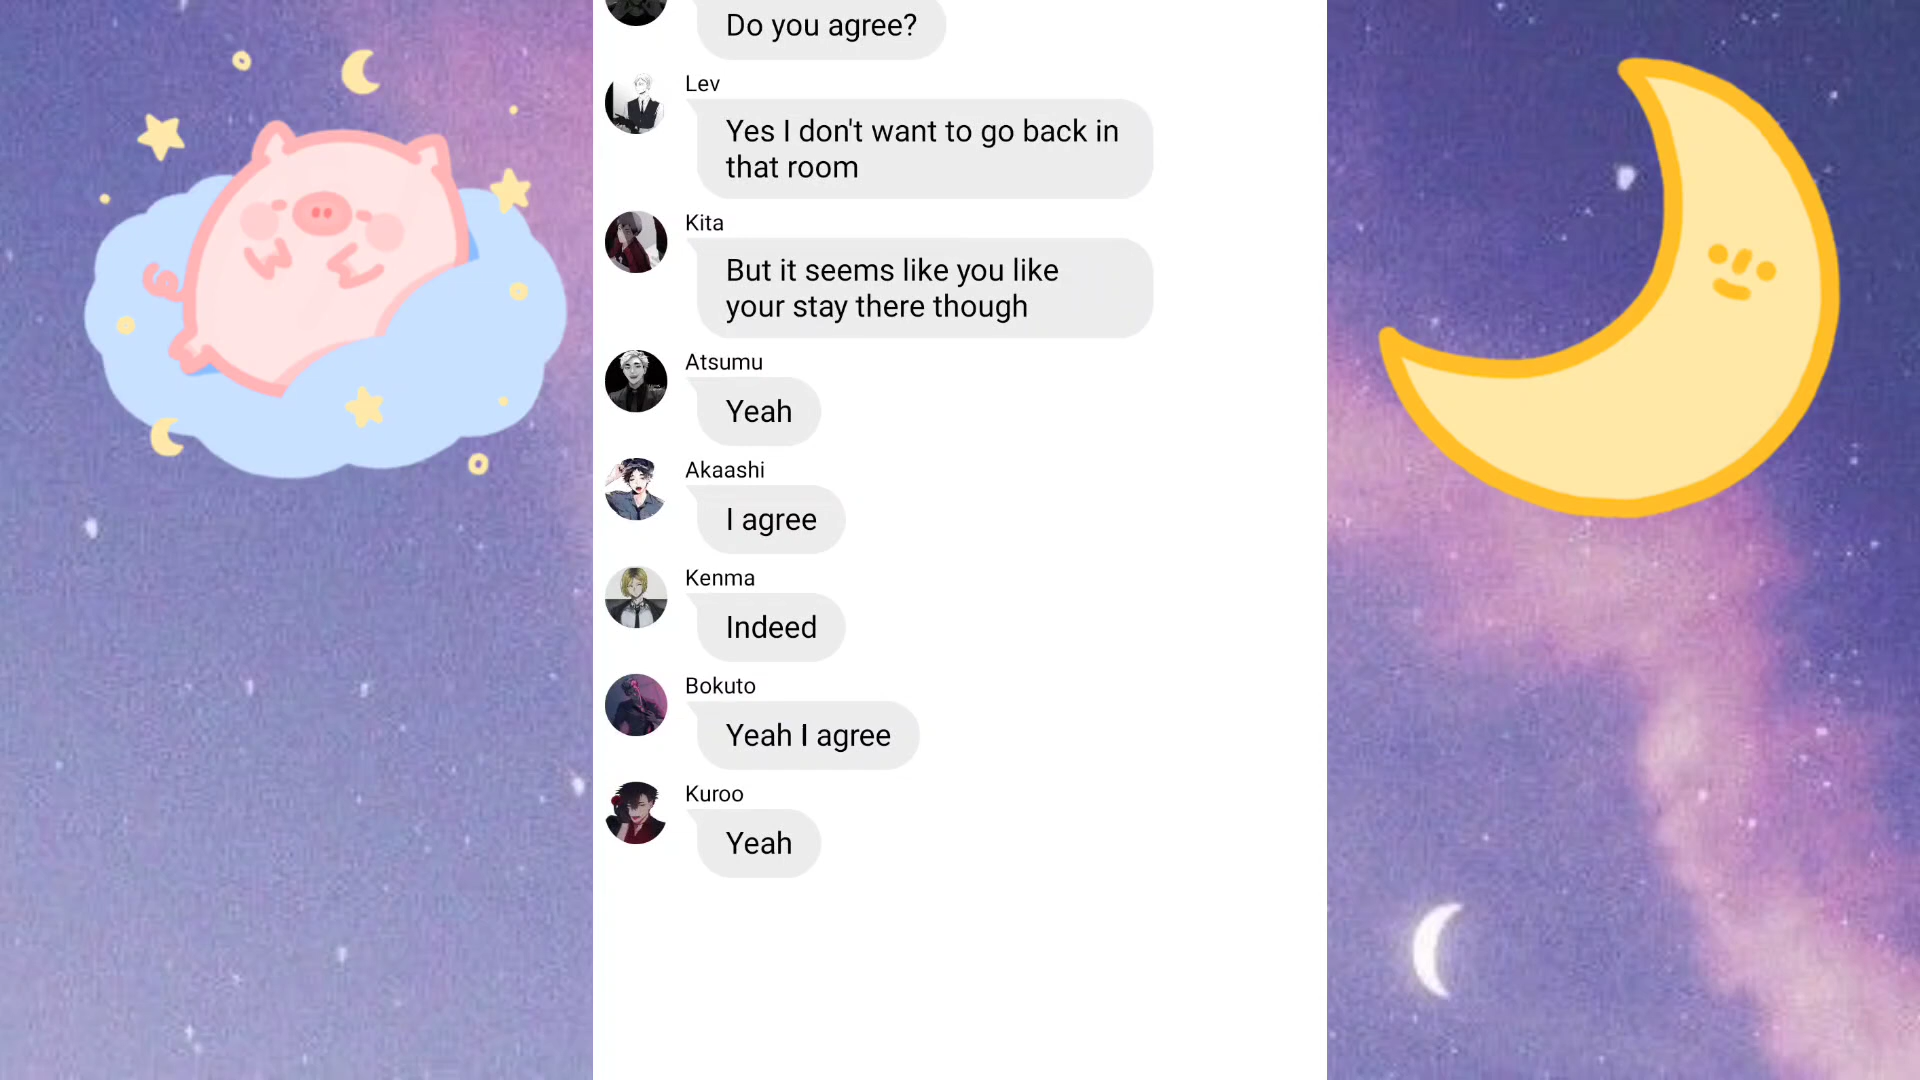 Do you agree?
Lev
Yes I don't want to go back in
that room
Kita
But it seems like you like
your stay there though
Atsumu
Yeah
Akaashi
I agree
Kenma
Indeed
Bokuto
Yeah I agree
Kuroo
Yeah